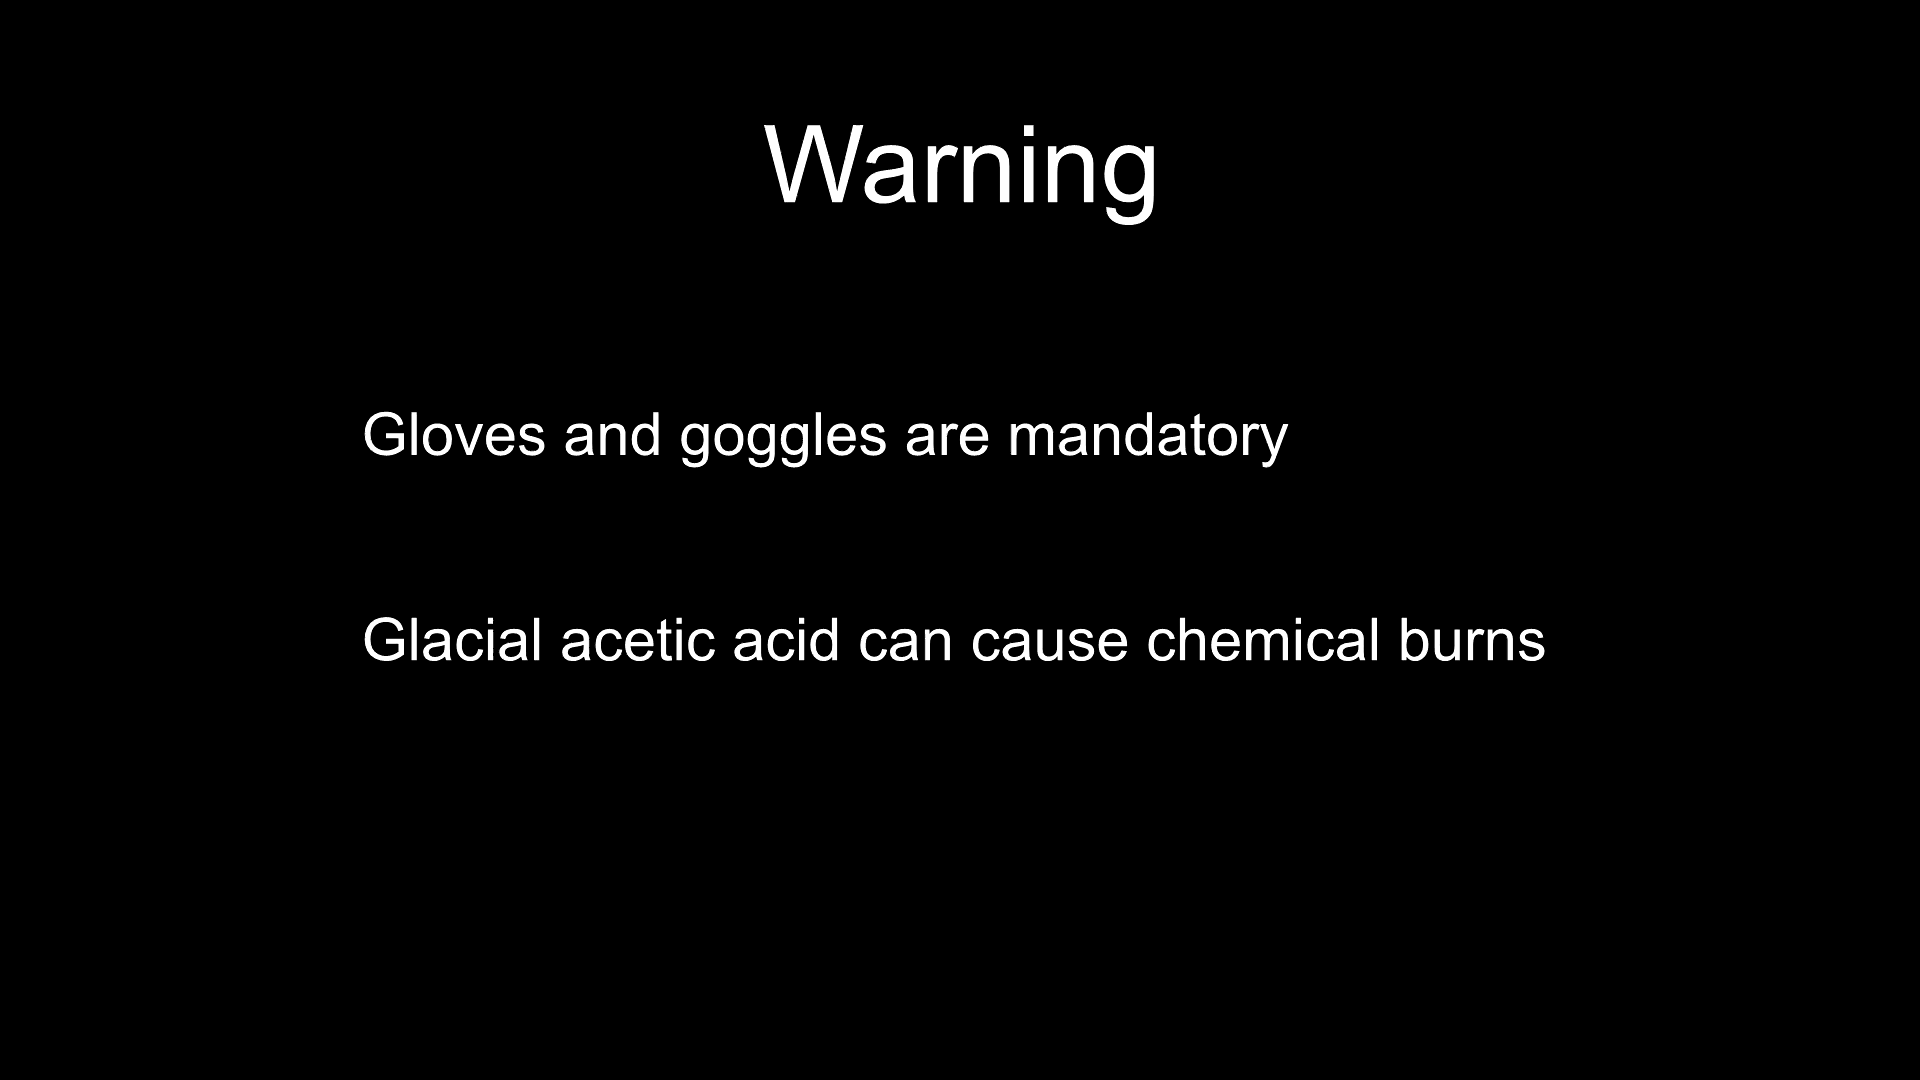 Warning
Gloves and goggles are mandatory
Glacial acetic acid can cause chemical burns